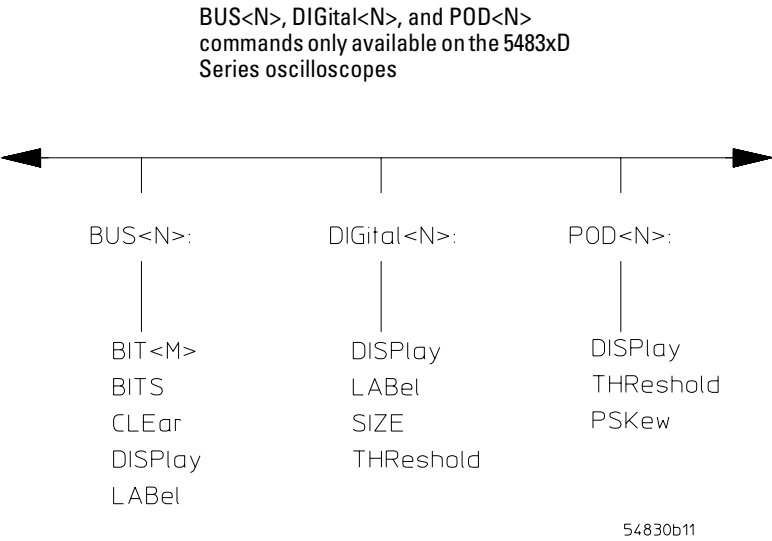 BUS<N>, DIGital<N>, and POD<N>
commands only available on the 5483xD
Series oscilloscopes
BUS<N>:
BIT<M>
BITS
CLEar
DISPlay
LABel
DIGital<N>:
DISPlay
LABel
SIZE
THReshold
POD<N>:
DISPlay
THReshold
PSKew
54830b11